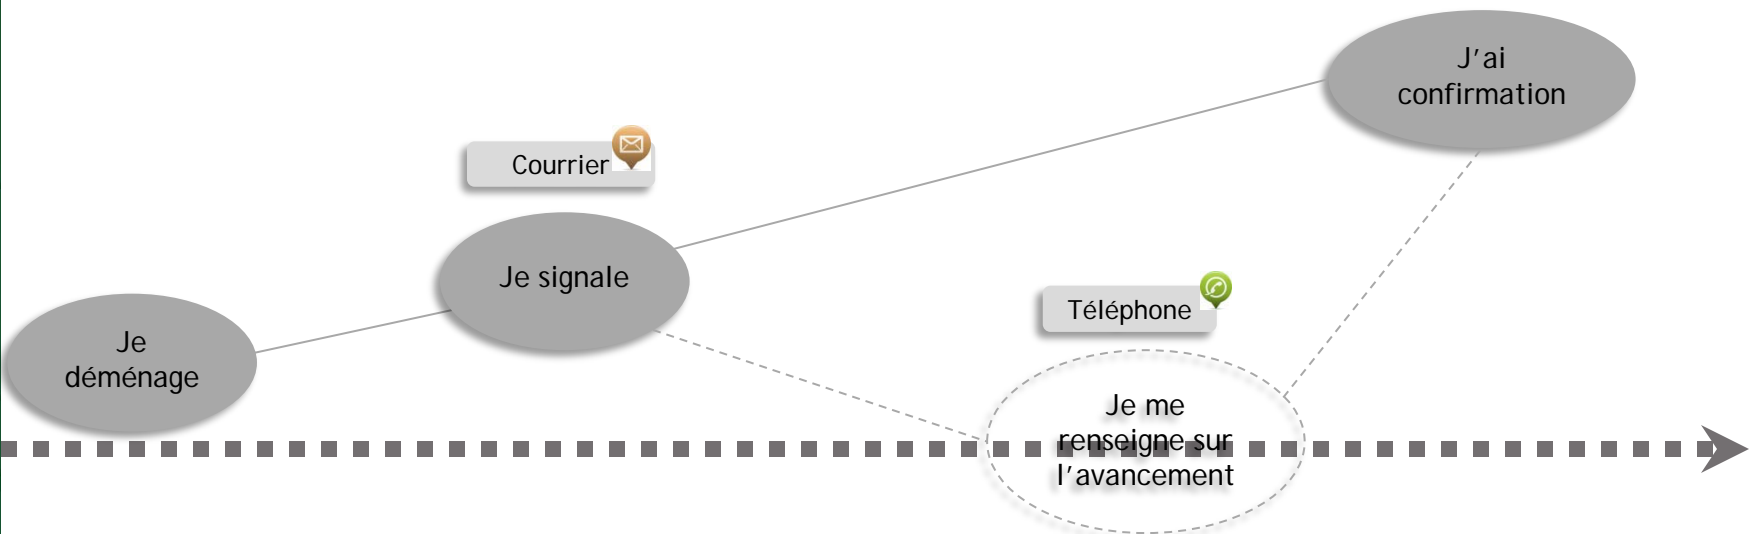 J'ai
confirmation
Courrier
Je signale
Téléphone
Je
déménage
Je me
renseigne sur
l'avancement